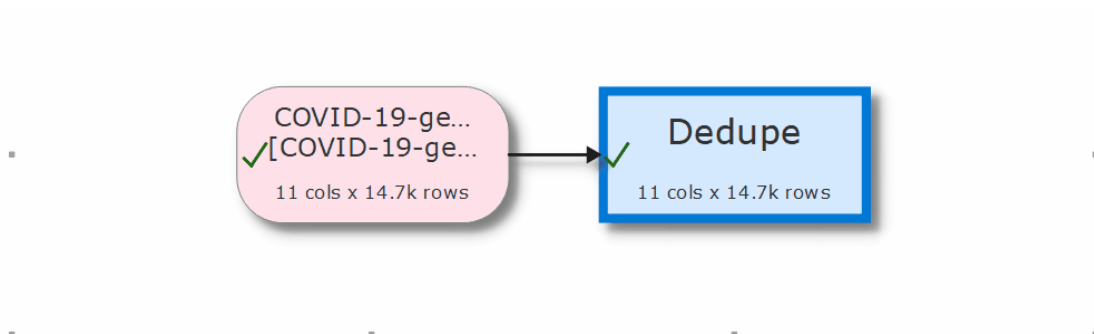 COVID-19-ge...
[COVID-19-ge...
11 cols x 14.7k rows
Dedupe
11 cols x 14.7k rows